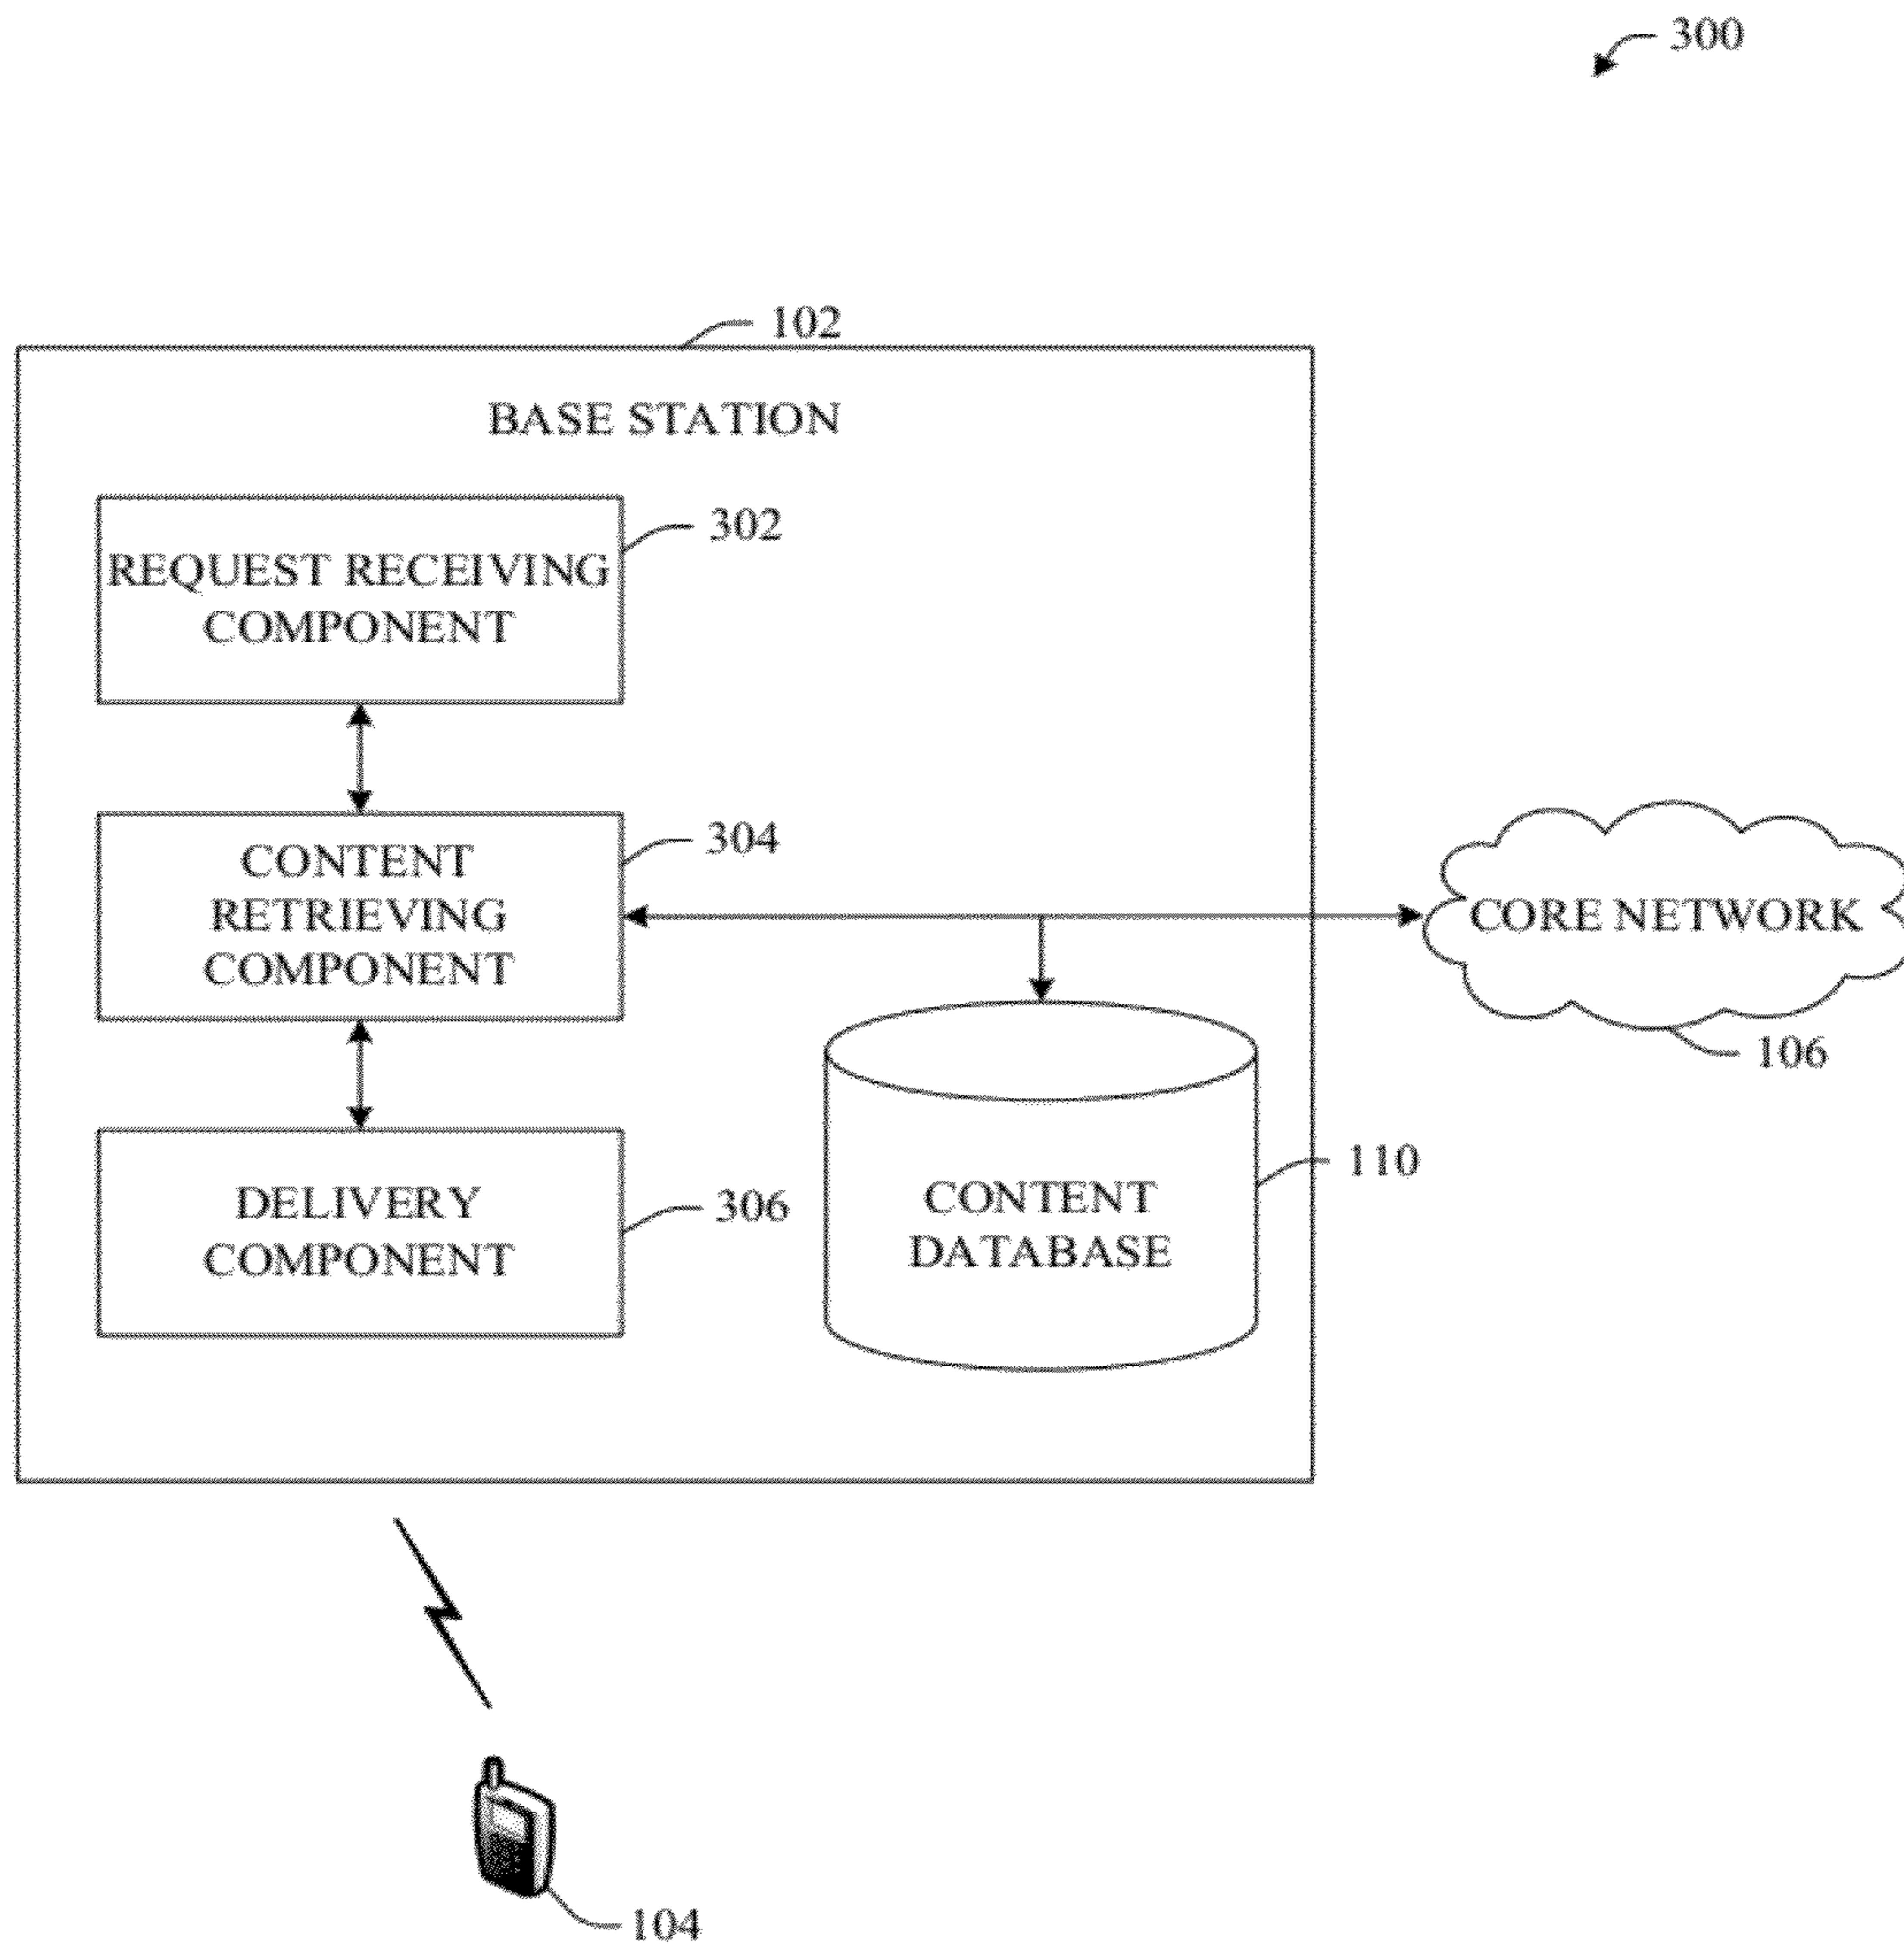 300
102
BASE STATION
302
REQUEST RECEIVING
COMPONENT
304
CONTENT
RETRIEVING
COMPONENT
CORE NETWORK
106
306
DELIVERY
COMPONENT
110
CONTENT
DATABASE
104